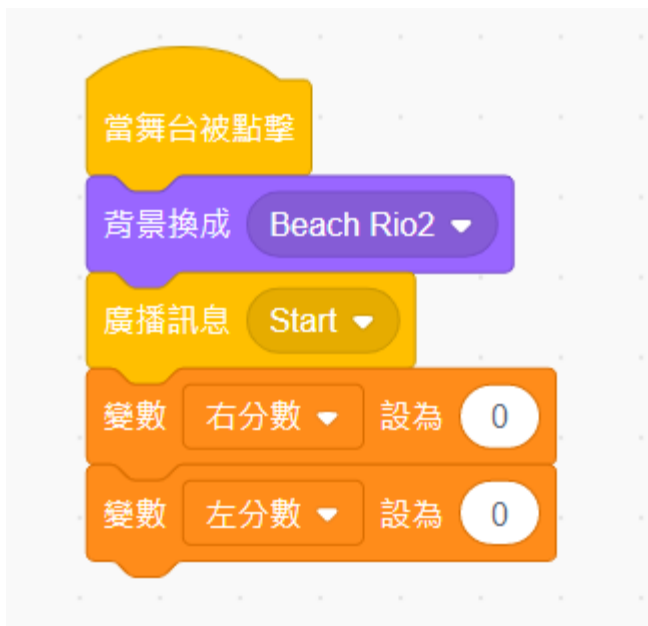 當舞台被點擊
背景換成 Beach Rio2
廣播訊息 Start
變數 右分數 設為 0
變數 左分數 設為 0